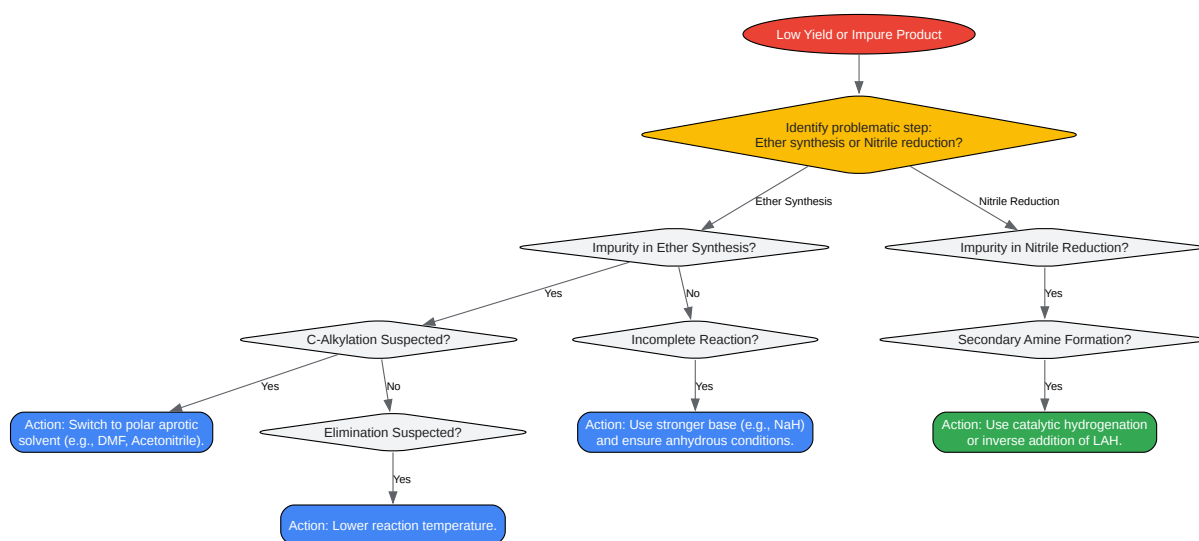 Low Yield or Impure Product
Identify problematic step:
Ether synthesis or Nitrile reduction?
Ether Synthesis
Nitrile Reduction
Impurity in Ether Synthesis?
Impurity in Nitrile Reduction?
Yes
No
Yes
C-Alkylation Suspected?
Incomplete Reaction?
Secondary Amine Formation?
Yes
No
Yes
Yes
Action: Switch to polar aprotic
solvent (e.g., DMF, Acetonitrile).
Elimination Suspected?
Action: Use stronger base (e.g., NaH)
and ensure anhydrous conditions.
Action: Use catalytic hydrogenation
or inverse addition of LAH.
Yes
Action: Lower reaction temperature.